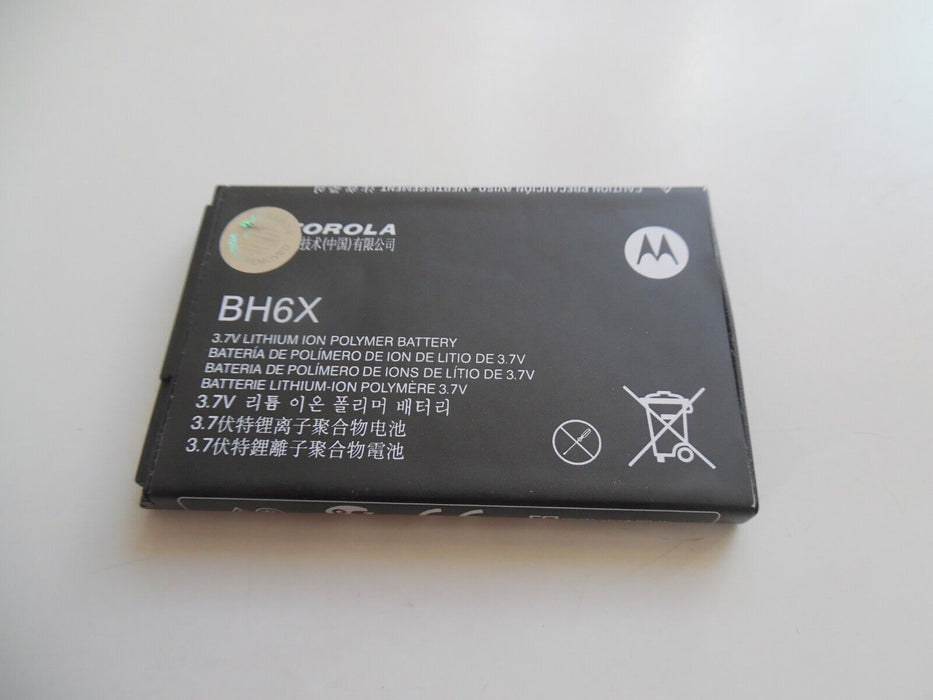 CAUTION PRECAUCIÓN AVISO AVERTISSEMENT
TOROLA
技术(中国)有限公司
BH6X
3.7V LITHIUM ION POLYMER BATTERY
BATERÍA DE POLÍMERO DE ION DE LITIO DE 3.7V
BATERIA DE POLÍMERO DE IONS DE LÍTIO DE 3.7V
BATTERIE LITHIUM-ION POLYMÈRE 3.7V
3.7V 리튬 이온 폴리머 배터리
3.7伏特锂离子聚合物电池
3.7伏特鋰離子聚合物電池